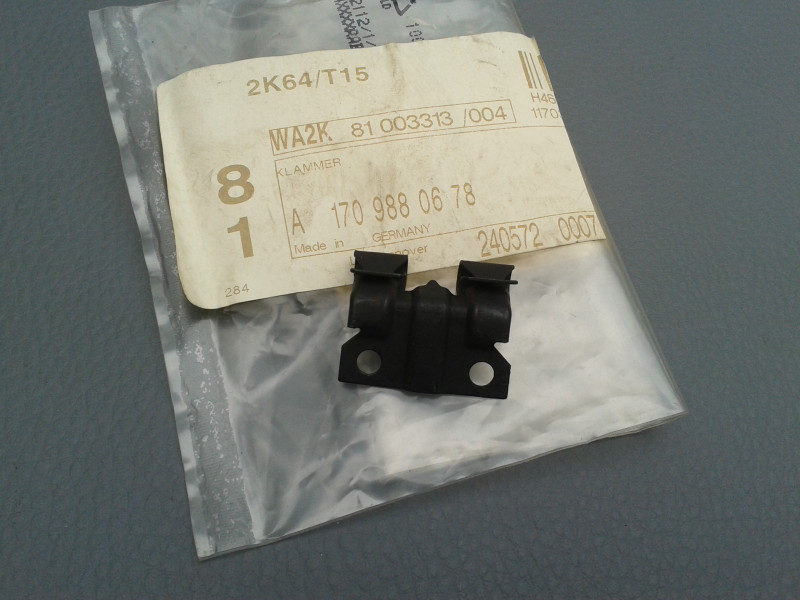 2K64/T15
WA2K 81 003313 /004
KLAMMER
8
1
A 170 988 06 78
Made in GERMANY
240572 0007
284
1170